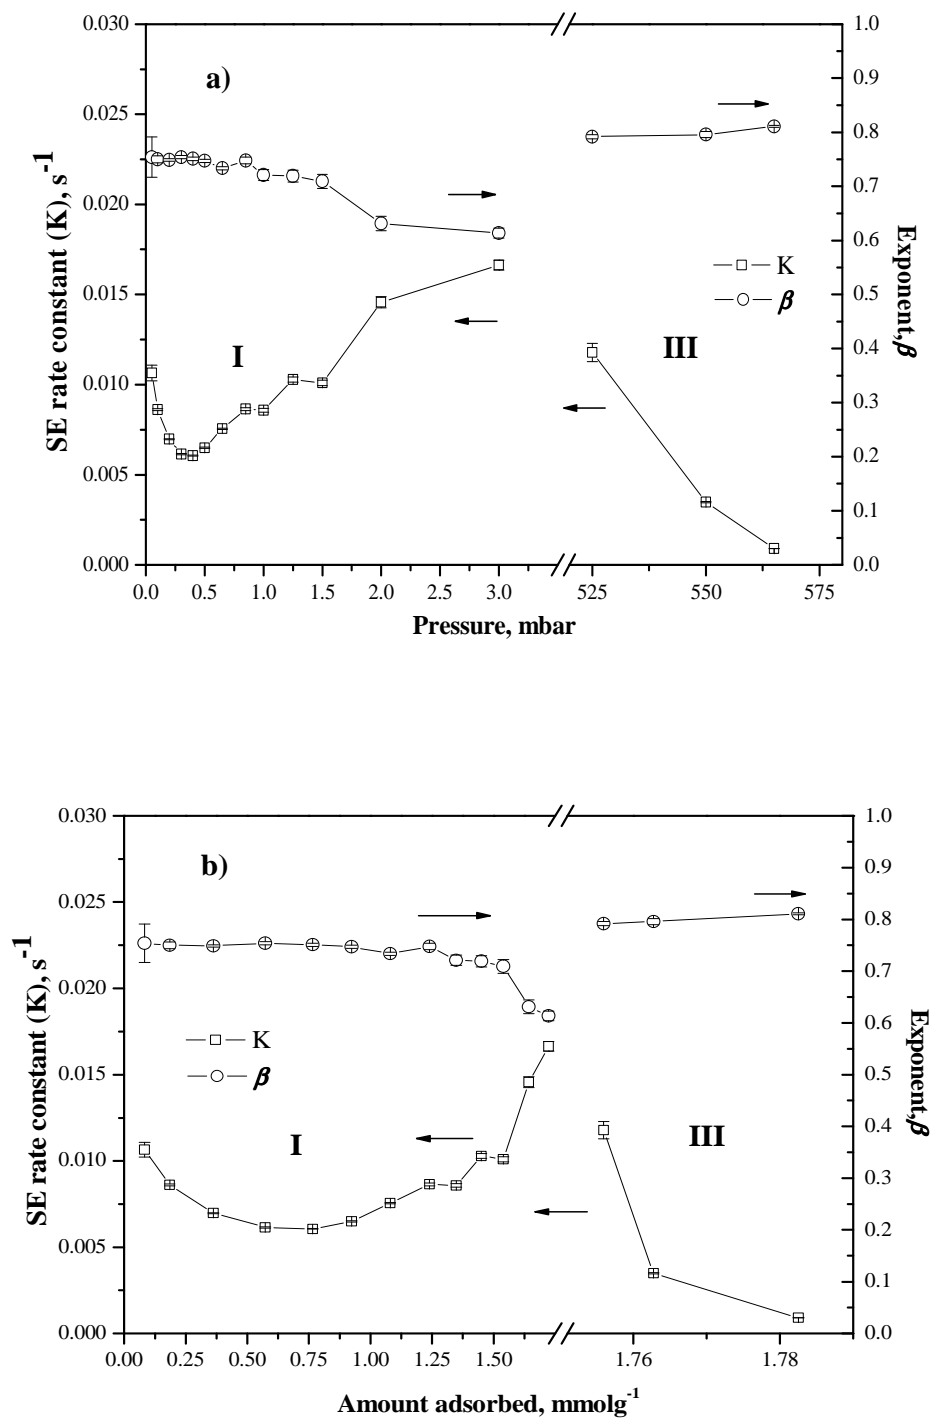 a)
0.030
0.025
0.020
0.015
0.010
0.005
0.000
SE rate constant (K), s-1
1.0
0.9
0.8
0.7
0.6
0.5
0.4
0.3
0.2
0.1
0.0
Exponent,β
K
β
I
III
0.0 0.5 1.0 1.5 2.0 2.5 3.0 525 550 575
Pressure, mbar
b)
0.030
0.025
0.020
0.015
0.010
0.005
0.000
SE rate constant (K), s-1
1.0
0.9
0.8
0.7
0.6
0.5
0.4
0.3
0.2
0.1
0.0
Exponent,β
K
β
I
III
0.00 0.25 0.50 0.75 1.00 1.25 1.50 1.76 1.78
Amount adsorbed, mmolg-1